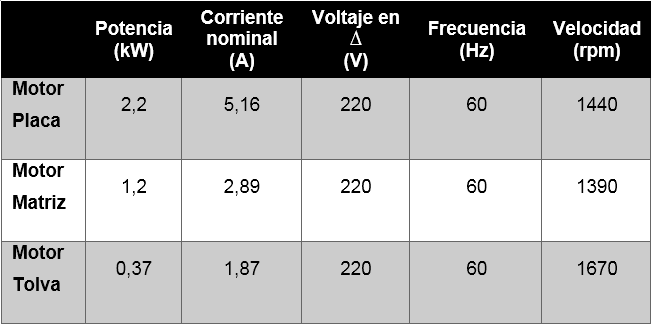 Potencia (kW)
Corriente nominal (A)
Voltaje en Δ (V)
Frecuencia (Hz)
Velocidad (rpm)
Motor Placa 2,2 5,16 220 60 1440
Motor Matriz 1,2 2,89 220 60 1390
Motor Tolva 0,37 1,87 220 60 1670